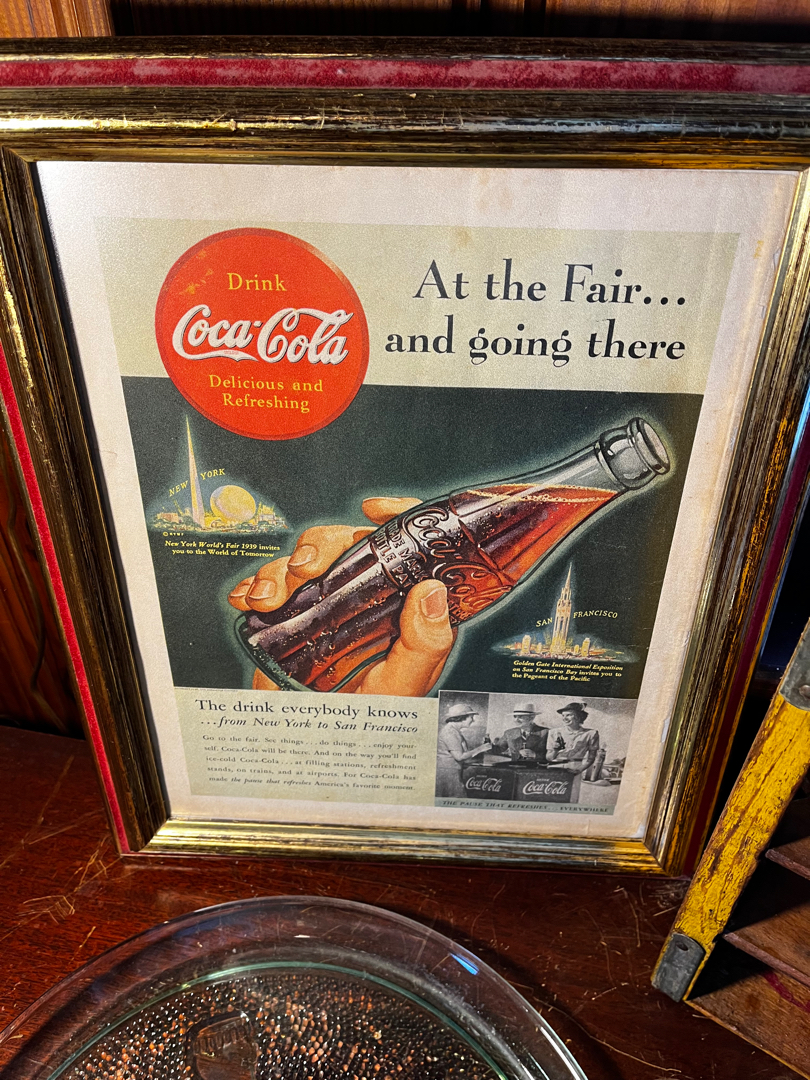 Drink
Coca-Cola
Delicious and
Refreshing
At the Fair...
and going there
NEW YORK
New York World's Fair 1939 invites
you to the World of Tomorrow
Coca-Cola
SAN FRANCISCO
Golden Gate International Exposition
on San Francisco Bay invites you to
the Pageant of the Pacific
The drink everybody knows
...from New York to San Francisco
Go to the fair. See things...do things...enjoy your-
self. Coca-Cola will be there. And on the way you'll find
ice-cold Coca-Cola...at filling stations, refreshment
stands, on trains, and at airports. For Coca-Cola has
made the pause that refreshes America's favorite moment.
Coca-Cola
Coca-Cola
THE PAUSE THAT REFRESHES... EVERYWHERE